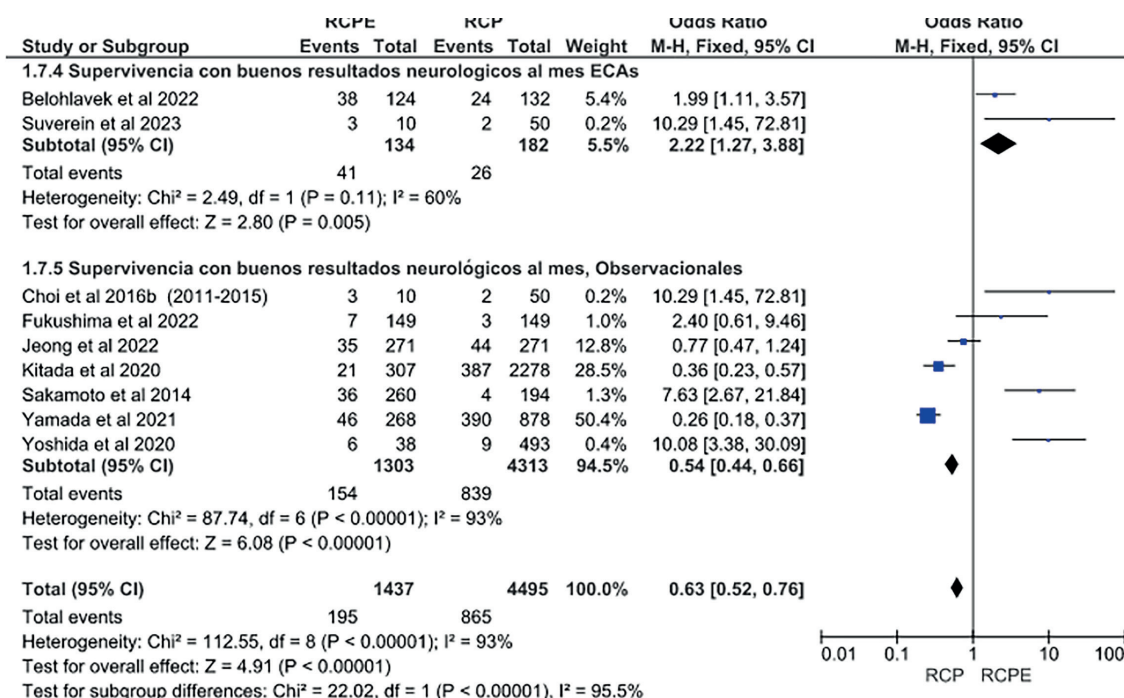 RCPE RCP Odds Ratio Odds Ratio
Study or Subgroup Events Total Events Total Weight M-H, Fixed, 95% CI M-H, Fixed, 95% CI
1.7.4 Supervivencia con buenos resultados neurologicos al mes ECAs
Belohlavek et al 2022 38 124 24 132 5.4% 1.99 [1.11, 3.57]
Suverein et al 2023 3 10 2 50 0.2% 10.29 [1.45, 72.81]
Subtotal (95% CI) 134 182 5.5% 2.22 [1.27, 3.88]
Total events 41 26
Heterogeneity: Chi² = 2.49, df = 1 (P = 0.11); I² = 60%
Test for overall effect: Z = 2.80 (P = 0.005)
1.7.5 Supervivencia con buenos resultados neurológicos al mes, Observacionales
Choi et al 2016b (2011-2015) 3 10 2 50 0.2% 10.29 [1.45, 72.81]
Fukushima et al 2022 7 149 3 149 1.0% 2.40 [0.61, 9.46]
Jeong et al 2022 35 271 44 271 12.8% 0.77 [0.47, 1.24]
Kitada et al 2020 21 307 387 2278 28.5% 0.36 [0.23, 0.57]
Sakamoto et al 2014 36 260 4 194 1.3% 7.63 [2.67, 21.84]
Yamada et al 2021 46 268 390 878 50.4% 0.26 [0.18, 0.37]
Yoshida et al 2020 6 38 9 493 0.4% 10.08 [3.38, 30.09]
Subtotal (95% CI) 1303 4313 94.5% 0.54 [0.44, 0.66]
Total events 154 839
Heterogeneity: Chi² = 87.74, df = 6 (P < 0.00001); I² = 93%
Test for overall effect: Z = 6.08 (P < 0.00001)
Total (95% CI) 1437 4495 100.0% 0.63 [0.52, 0.76]
Total events 195 865
Heterogeneity: Chi² = 112.55, df = 8 (P < 0.00001); I² = 93%
Test for overall effect: Z = 4.91 (P < 0.00001)
Test for subgroup differences: Chi² = 22.02, df = 1 (P < 0.00001), I² = 95.5%
0.01 0.1 1 10 100
RCP RCPE